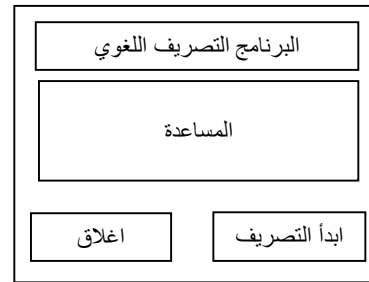 البرنامج التصريف اللغوي
المساعدة
ابدأ التصريف
اغلاق